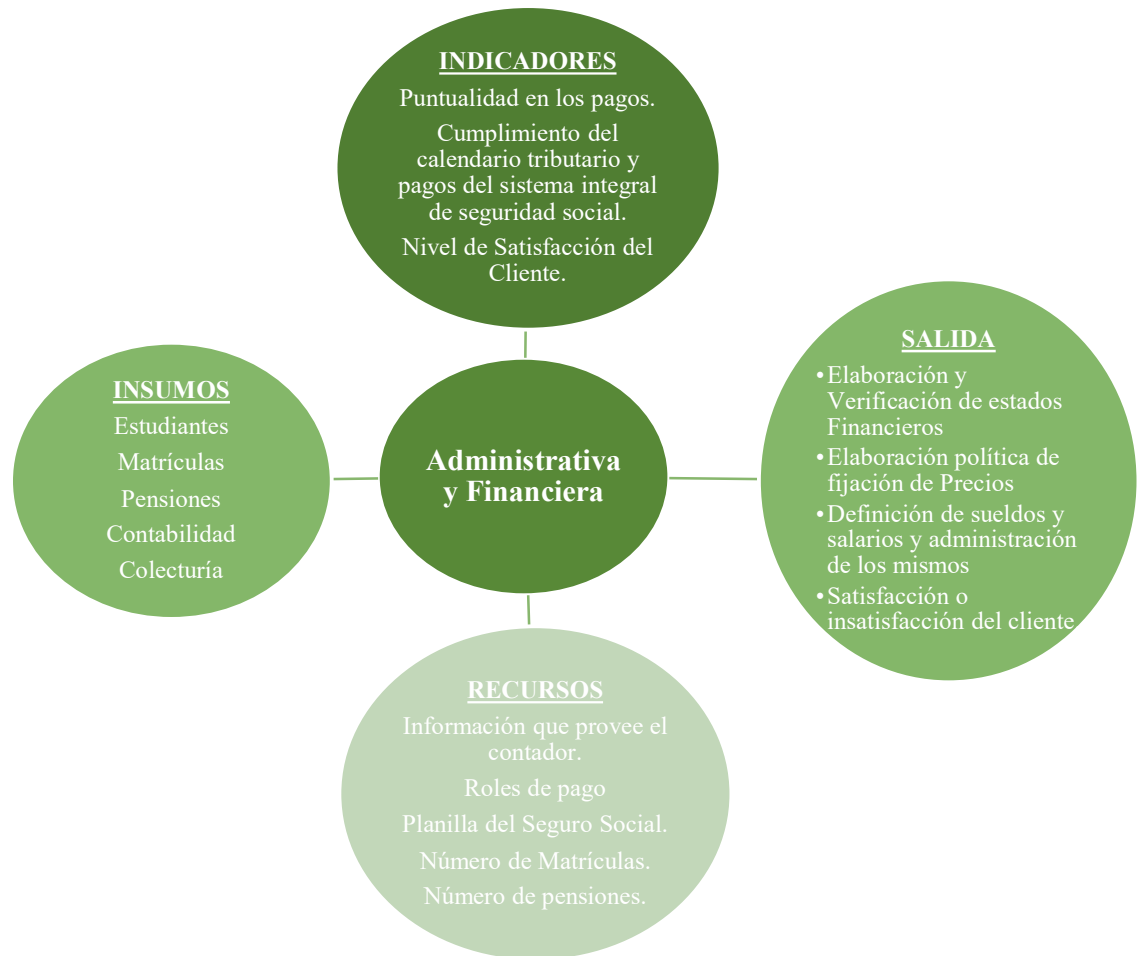 INDICADORES
Puntualidad en los pagos.
Cumplimiento del
calendario tributario y
pagos del sistema integral
de seguridad social.
Nivel de Satisfacción del
Cliente.
INSUMOS
Estudiantes
Matrículas
Pensiones
Contabilidad
Colecturía
Administrativa
y Financiera
SALIDA
•Elaboración y
Verificación de estados
Financieros
•Elaboración política de
fijación de Precios
•Definición de sueldos y
salarios y administración
de los mismos
•Satisfacción o
insatisfacción del cliente
RECURSOS
Información que provee el
contador.
Roles de pago
Planilla del Seguro Social.
Número de Matrículas.
Número de pensiones.